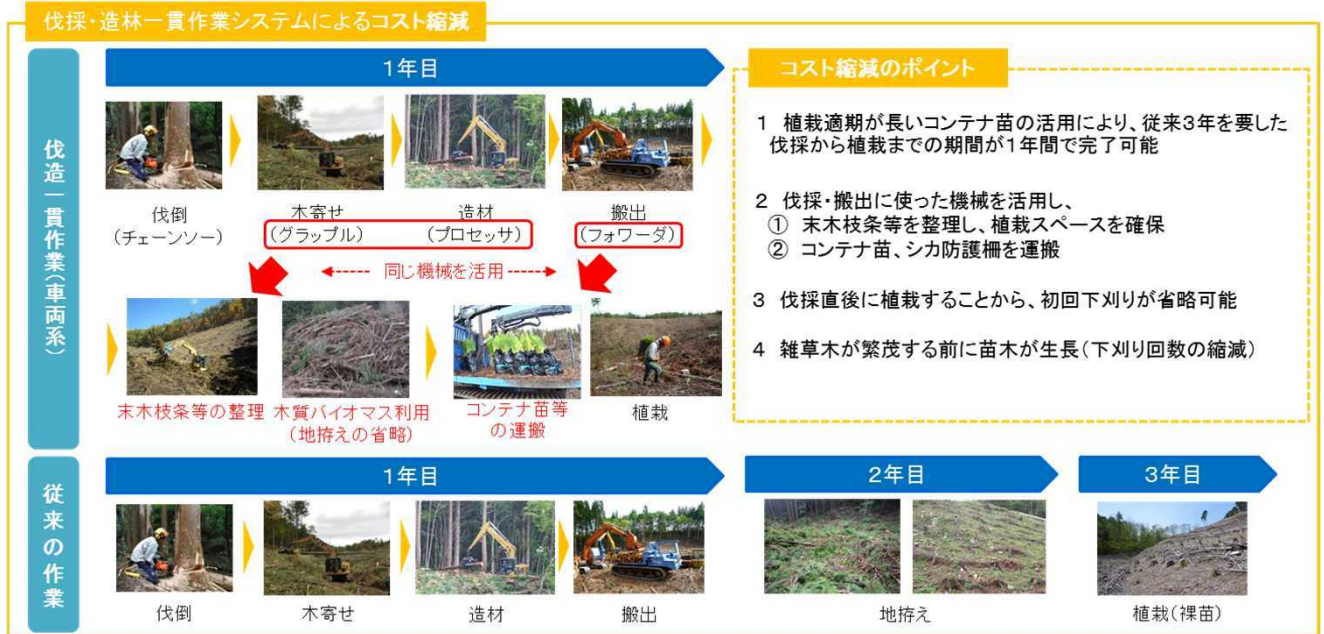 伐採・造林一貫作業システムによるコスト縮減
伐造一貫作業(車両系)
1年目
伐倒
(チェーンソー)
木寄せ
(グラップル)
造材
(プロセッサ)
搬出
(フォワーダ)
同じ機械を活用
末木枝条等の整理
木質バイオマス利用
(地拵えの省略)
コンテナ苗等
の運搬
植栽
コスト縮減のポイント
1 植栽適期が長いコンテナ苗の活用により、従来3年を要した
伐採から植栽までの期間が1年間で完了可能
2 伐採・搬出に使った機械を活用し、
① 末木枝条等を整理し、植栽スペースを確保
② コンテナ苗、シカ防護柵を運搬
3 伐採直後に植栽することから、初回下刈りが省略可能
4 雑草木が繁茂する前に苗木が生長(下刈り回数の縮減)
従来の作業
1年目
伐倒
木寄せ
造材
搬出
2年目
地拵え
3年目
植栽(裸苗)